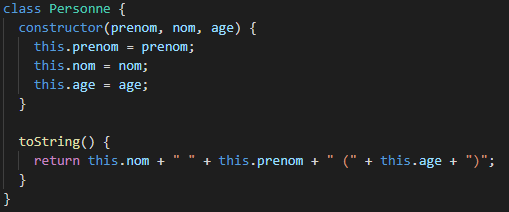 class Personne {
  constructor(prenom, nom, age) {
    this.prenom = prenom;
    this.nom = nom;
    this.age = age;
  }

  toString() {
    return this.nom + " " + this.prenom + " (" + this.age + ")";
  }
}